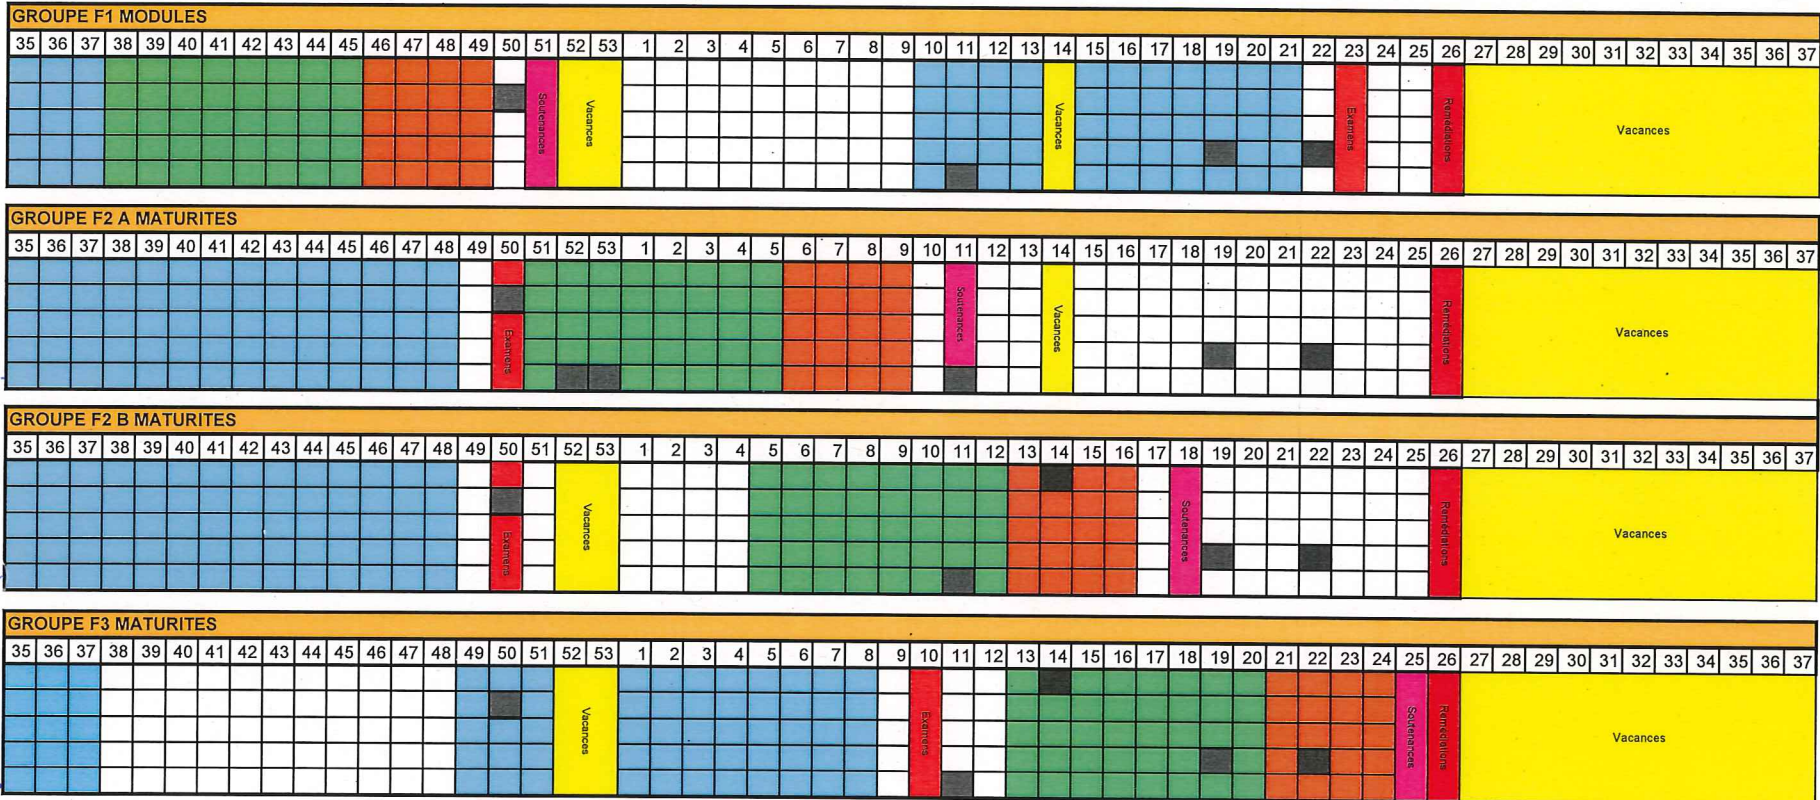 GROUPE F1 MODULES
35 36 37 38 39 40 41 42 43 44 45 46 47 48 49 50 51 52 53 1 2 3 4 5 6 7 8 9 10 11 12 13 14 15 16 17 18 19 20 21 22 23 24 25 26 27 28 29 30 31 32 33 34 35 36 37
Soutenances Vacances Vacances Examens Remédiations Vacances
GROUPE F2 A MATURITES
35 36 37 38 39 40 41 42 43 44 45 46 47 48 49 50 51 52 53 1 2 3 4 5 6 7 8 9 10 11 12 13 14 15 16 17 18 19 20 21 22 23 24 25 26 27 28 29 30 31 32 33 34 35 36 37
Examens Soutenances Vacances Remédiations Vacances
GROUPE F2 B MATURITES
35 36 37 38 39 40 41 42 43 44 45 46 47 48 49 50 51 52 53 1 2 3 4 5 6 7 8 9 10 11 12 13 14 15 16 17 18 19 20 21 22 23 24 25 26 27 28 29 30 31 32 33 34 35 36 37
Examens Vacances Soutenances Remédiations Vacances
GROUPE F3 MATURITES
35 36 37 38 39 40 41 42 43 44 45 46 47 48 49 50 51 52 53 1 2 3 4 5 6 7 8 9 10 11 12 13 14 15 16 17 18 19 20 21 22 23 24 25 26 27 28 29 30 31 32 33 34 35 36 37
Vacances Examens Soutenances Remédiations Vacances